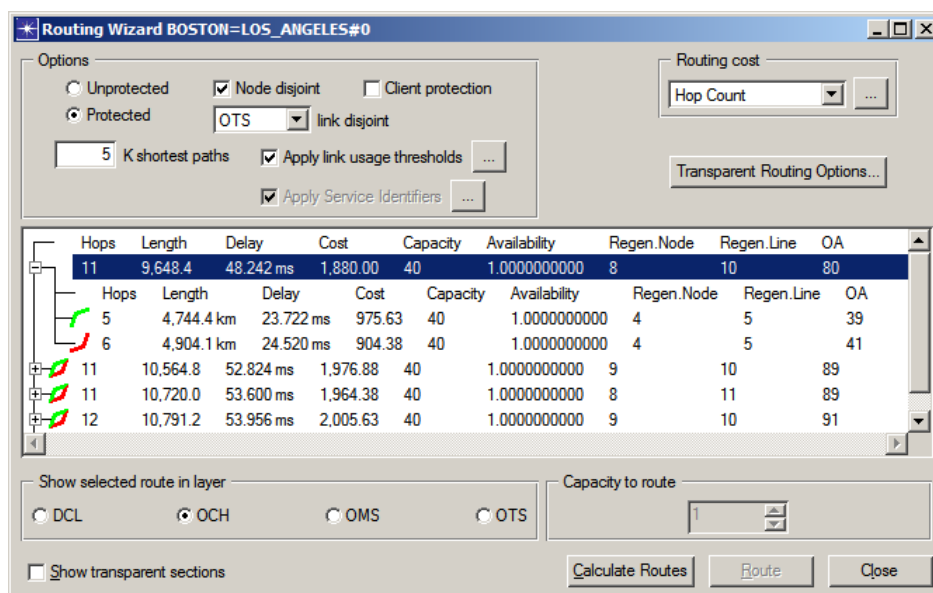 Routing Wizard BOSTON=LOS_ANGELES#0
Options
Unprotected Node disjoint Client protection
Protected OTS link disjoint
5 K shortest paths Apply link usage thresholds ...
Apply Service Identifiers ...
Routing cost
Hop Count ...
Transparent Routing Options...
Hops Length Delay Cost Capacity Availability Regen.Node Regen.Line OA
11 9,648.4 48.242 ms 1,880.00 40 1.0000000000 8 10 80
Hops Length Delay Cost Capacity Availability Regen.Node Regen.Line OA
5 4,744.4 km 23.722 ms 975.63 40 1.0000000000 4 5 39
6 4,904.1 km 24.520 ms 904.38 40 1.0000000000 4 5 41
11 10,564.8 52.824 ms 1,976.88 40 1.0000000000 9 10 89
11 10,720.0 53.600 ms 1,964.38 40 1.0000000000 8 11 89
12 10,791.2 53.956 ms 2,005.63 40 1.0000000000 9 10 91
Show selected route in layer
DCL OCH OMS OTS
Capacity to route
1
Show transparent sections
Calculate Routes Route Close